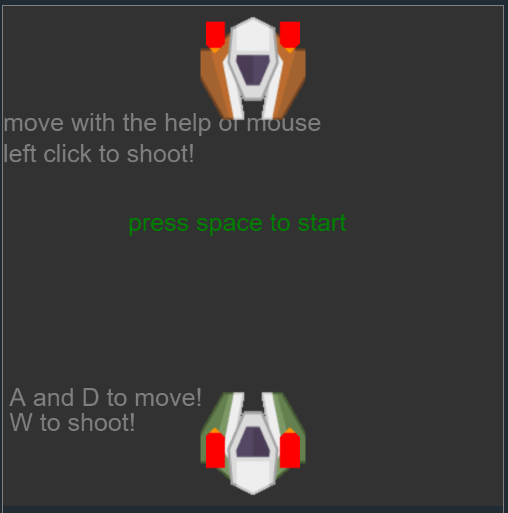 move with the help of mouse
left click to shoot!
press space to start
A and D to move!
W to shoot!